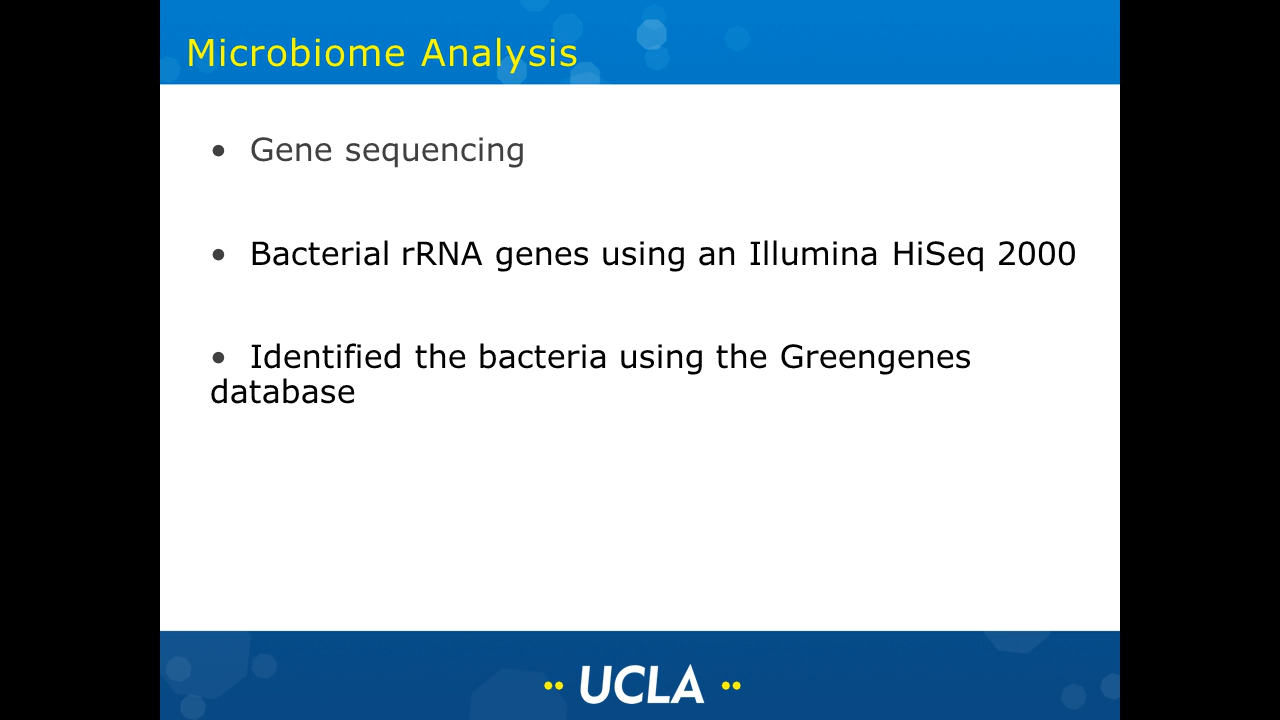 Microbiome Analysis
• Gene sequencing
• Bacterial rRNA genes using an Illumina HiSeq 2000
• Identified the bacteria using the Greengenes
database
UCLA